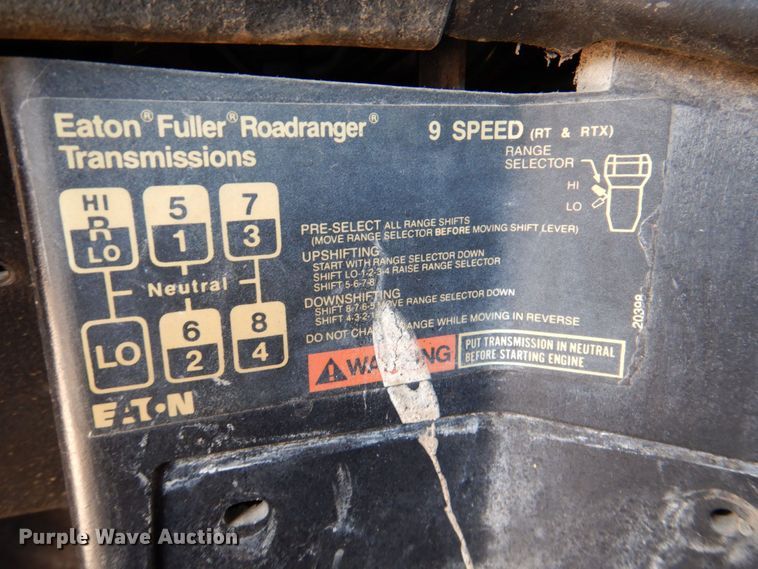 Eaton® Fuller® Roadranger®
Transmissions
9 SPEED (RT & RTX)
RANGE
SELECTOR
HI
LO
HI
R
LO
5
1
7
3
Neutral
LO
6
2
8
4
EATON
PRE-SELECT ALL RANGE SHIFTS
(MOVE RANGE SELECTOR BEFORE MOVING SHIFT LEVER)
UPSHIFTING
START WITH RANGE SELECTOR DOWN
SHIFT LO-1-2-3-4 RAISE RANGE SELECTOR
SHIFT 5-6-7-8
DOWNSHIFTING
SHIFT 8-7-6-5 MOVE RANGE SELECTOR DOWN
SHIFT 4-3-2-1
DO NOT CHANGE RANGE WHILE MOVING IN REVERSE
WARNING
PUT TRANSMISSION IN NEUTRAL
BEFORE STARTING ENGINE
20398
Purple Wave Auction